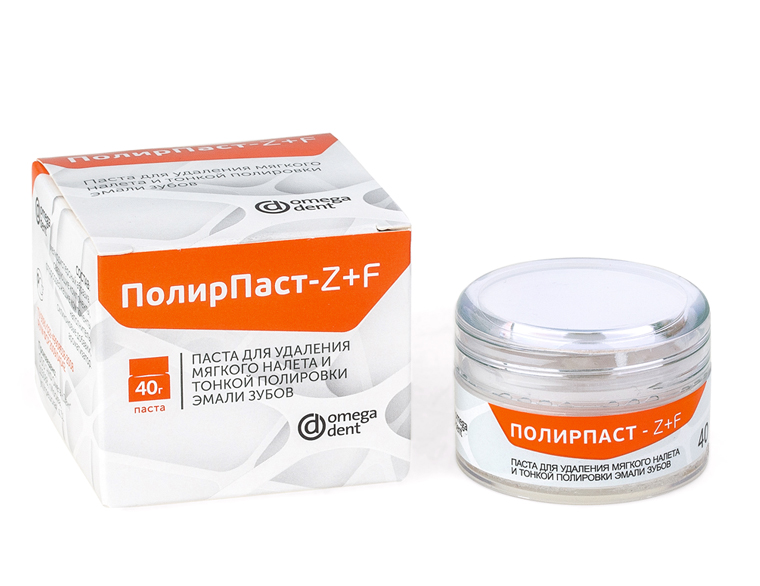 ПолирПаст-Z+F
ПАСТА ДЛЯ УДАЛЕНИЯ МЯГКОГО
НАЛЕТА И ТОНКОЙ ПОЛИРОВКИ
ЭМАЛИ ЗУБОВ
omega
dent
ПолирПаст-Z+F
40г
паста
ПАСТА ДЛЯ УДАЛЕНИЯ
МЯГКОГО НАЛЕТА И
ТОНКОЙ ПОЛИРОВКИ
ЭМАЛИ ЗУБОВ
omega
dent
ПОЛИРПАСТ - Z+F
ПАСТА ДЛЯ УДАЛЕНИЯ МЯГКОГО НАЛЕТА
И ТОНКОЙ ПОЛИРОВКИ ЭМАЛИ ЗУБОВ
40